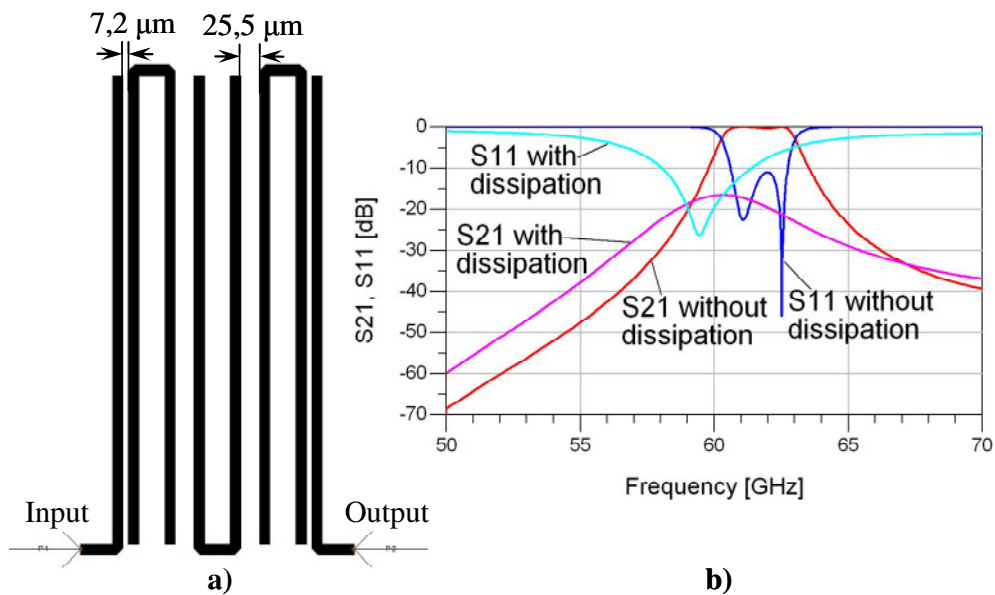 7,2 μm
25,5 μm
Input
Output
P1
P2
a)
S21, S11 [dB]
0
-10
-20
-30
-40
-50
-60
-70
50
55
60
65
70
Frequency [GHz]
S11 with
dissipation
S21 with
dissipation
S21 without
dissipation
S11 without
dissipation
b)